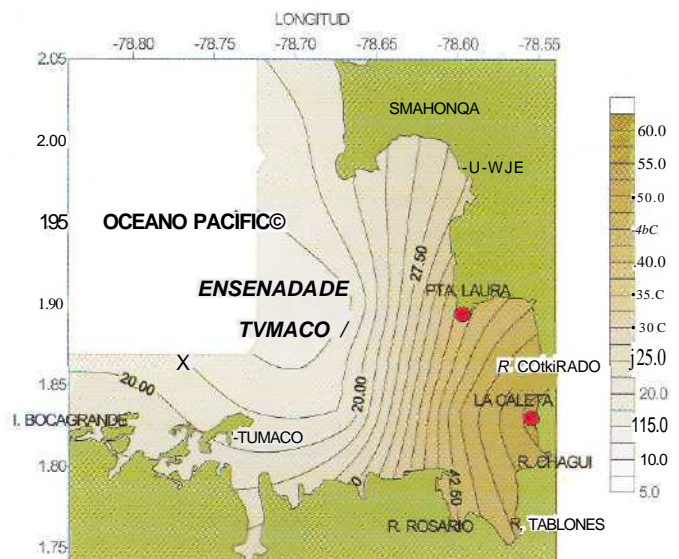 LONGITUD
-78.80 -78.75 -78.70 -78.65 -78.60 -78.55
2.05
SMAHONQA
60.0
2.00
-U-WJE
55.0
•50.0
195
OCEANO PACÍFIC©
-4bC
27.50
.40.0
ENSENADADE
PTA. LAURA
•35.C
1.90
TVMACO /
•30 C
j25.0
R. COtkiRADO
X
1.85
20.00
20.00
20.0
LA CALETA
I. BOCAGRANDE
115.0
-TUMACO
1.80
R. CHAGUI
10.0
42.50
5.0
R. ROSARIO
R, TABLONES
1.75